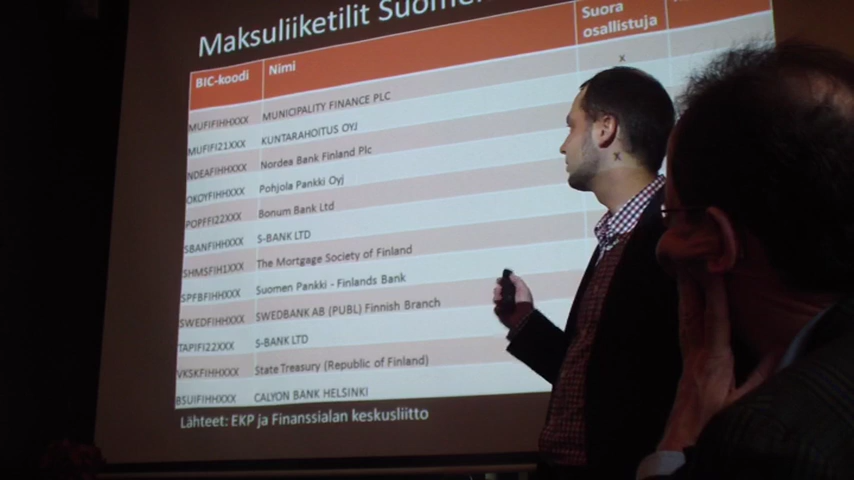 Maksuliiketilit Suomen
BIC-koodi Nimi Suora osallistuja
x
MUFIFIHHXXX MUNICIPALITY FINANCE PLC
MUFIFI21XXX KUNTARAHOITUS OYJ
NDEAFIHHXXX Nordea Bank Finland Plc x
OKOYFIHHXXX Pohjola Pankki Oyj
POPFFI22XXX Bonum Bank Ltd
SBANFIHHXXX S-BANK LTD
SHMSFIH1XXX The Mortgage Society of Finland
SPFBFIHHXXX Suomen Pankki - Finlands Bank
SWEDFIHHXXX SWEDBANK AB (PUBL) Finnish Branch
TAPIFI22XXX S-BANK LTD
VKSKFIHHXXX State Treasury (Republic of Finland)
BSUIFIHHXXX CALYON BANK HELSINKI
Lähteet: EKP ja Finanssialan keskusliitto